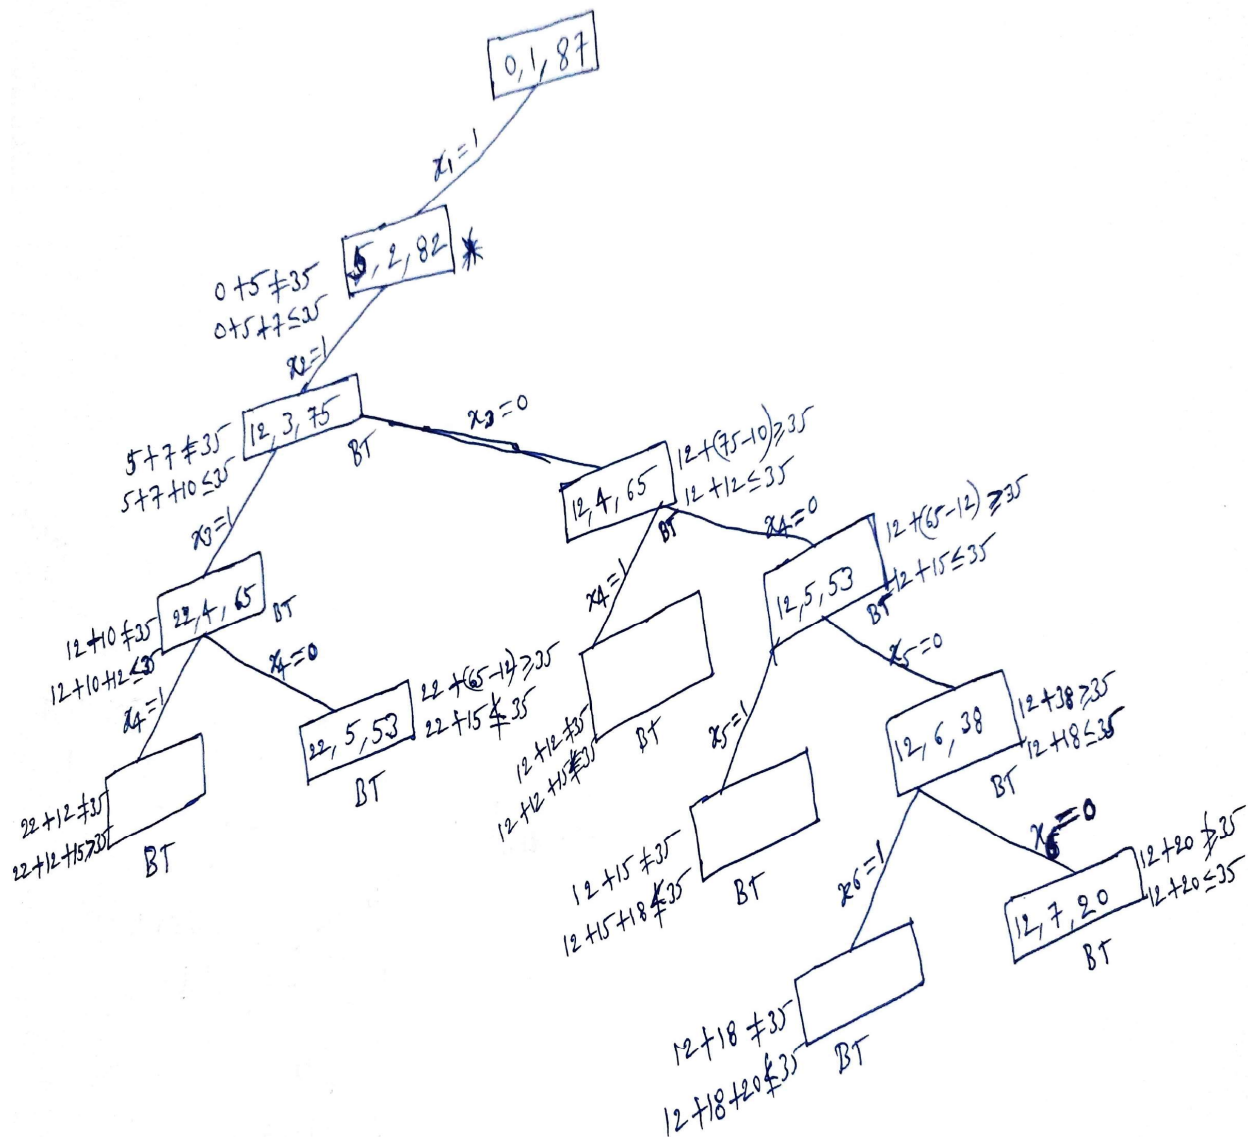 0, 1, 87
x1=1
5, 2, 82 *
0+5≠35
0+5+7≤35
x2=1
12, 3, 75
BT
5+7≠35
5+7+10≤35
x3=1
x3=0
12, 4, 65
BT
12+(75-10)≥35
12+12≤35
22, 4, 65
BT
12+10≠35
12+10+12≤35
x4=1
x4=0
x4=1
x4=0
12, 5, 53
BT
12+(65-12)≥35
12+15≤35
22, 5, 53
BT
22+(65-12)≥35
22+15≰35
22+12≠35
22+12+15>35
BT
12+12≠35
12+12+15≰35
BT
x5=1
x5=0
12, 6, 38
BT
12+38≥35
12+18≤35
12+15≠35
12+15+18≰35
BT
x6=1
x6=0
12, 7, 20
BT
12+20≱35
12+20≤35
12+18≠35
12+18+20≰35
BT